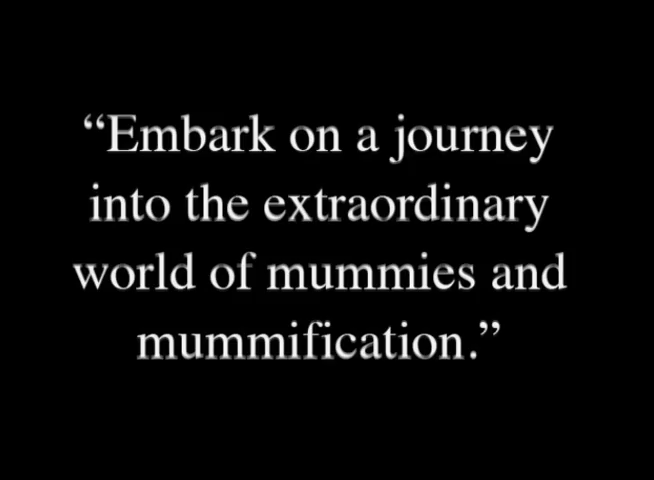 “Embark on a journey
into the extraordinary
world of mummies and
mummification.”